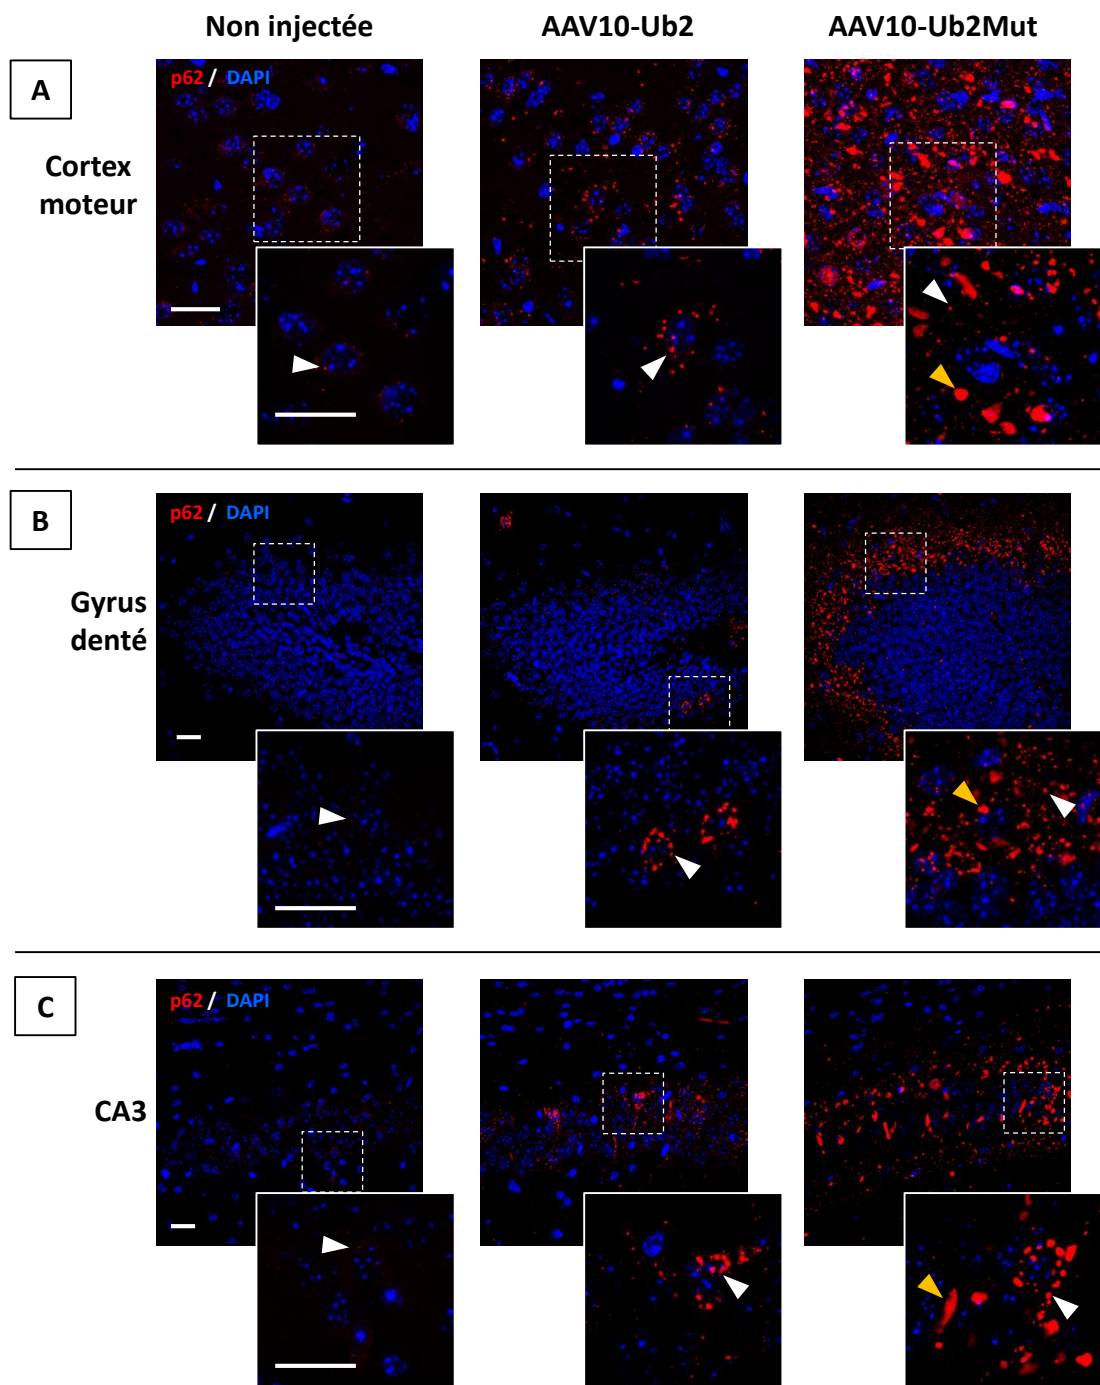 Non injectée AAV10-Ub2 AAV10-Ub2Mut
A
p62 / DAPI
Cortex
moteur
B
p62 / DAPI
Gyrus
denté
C
p62 / DAPI
CA3